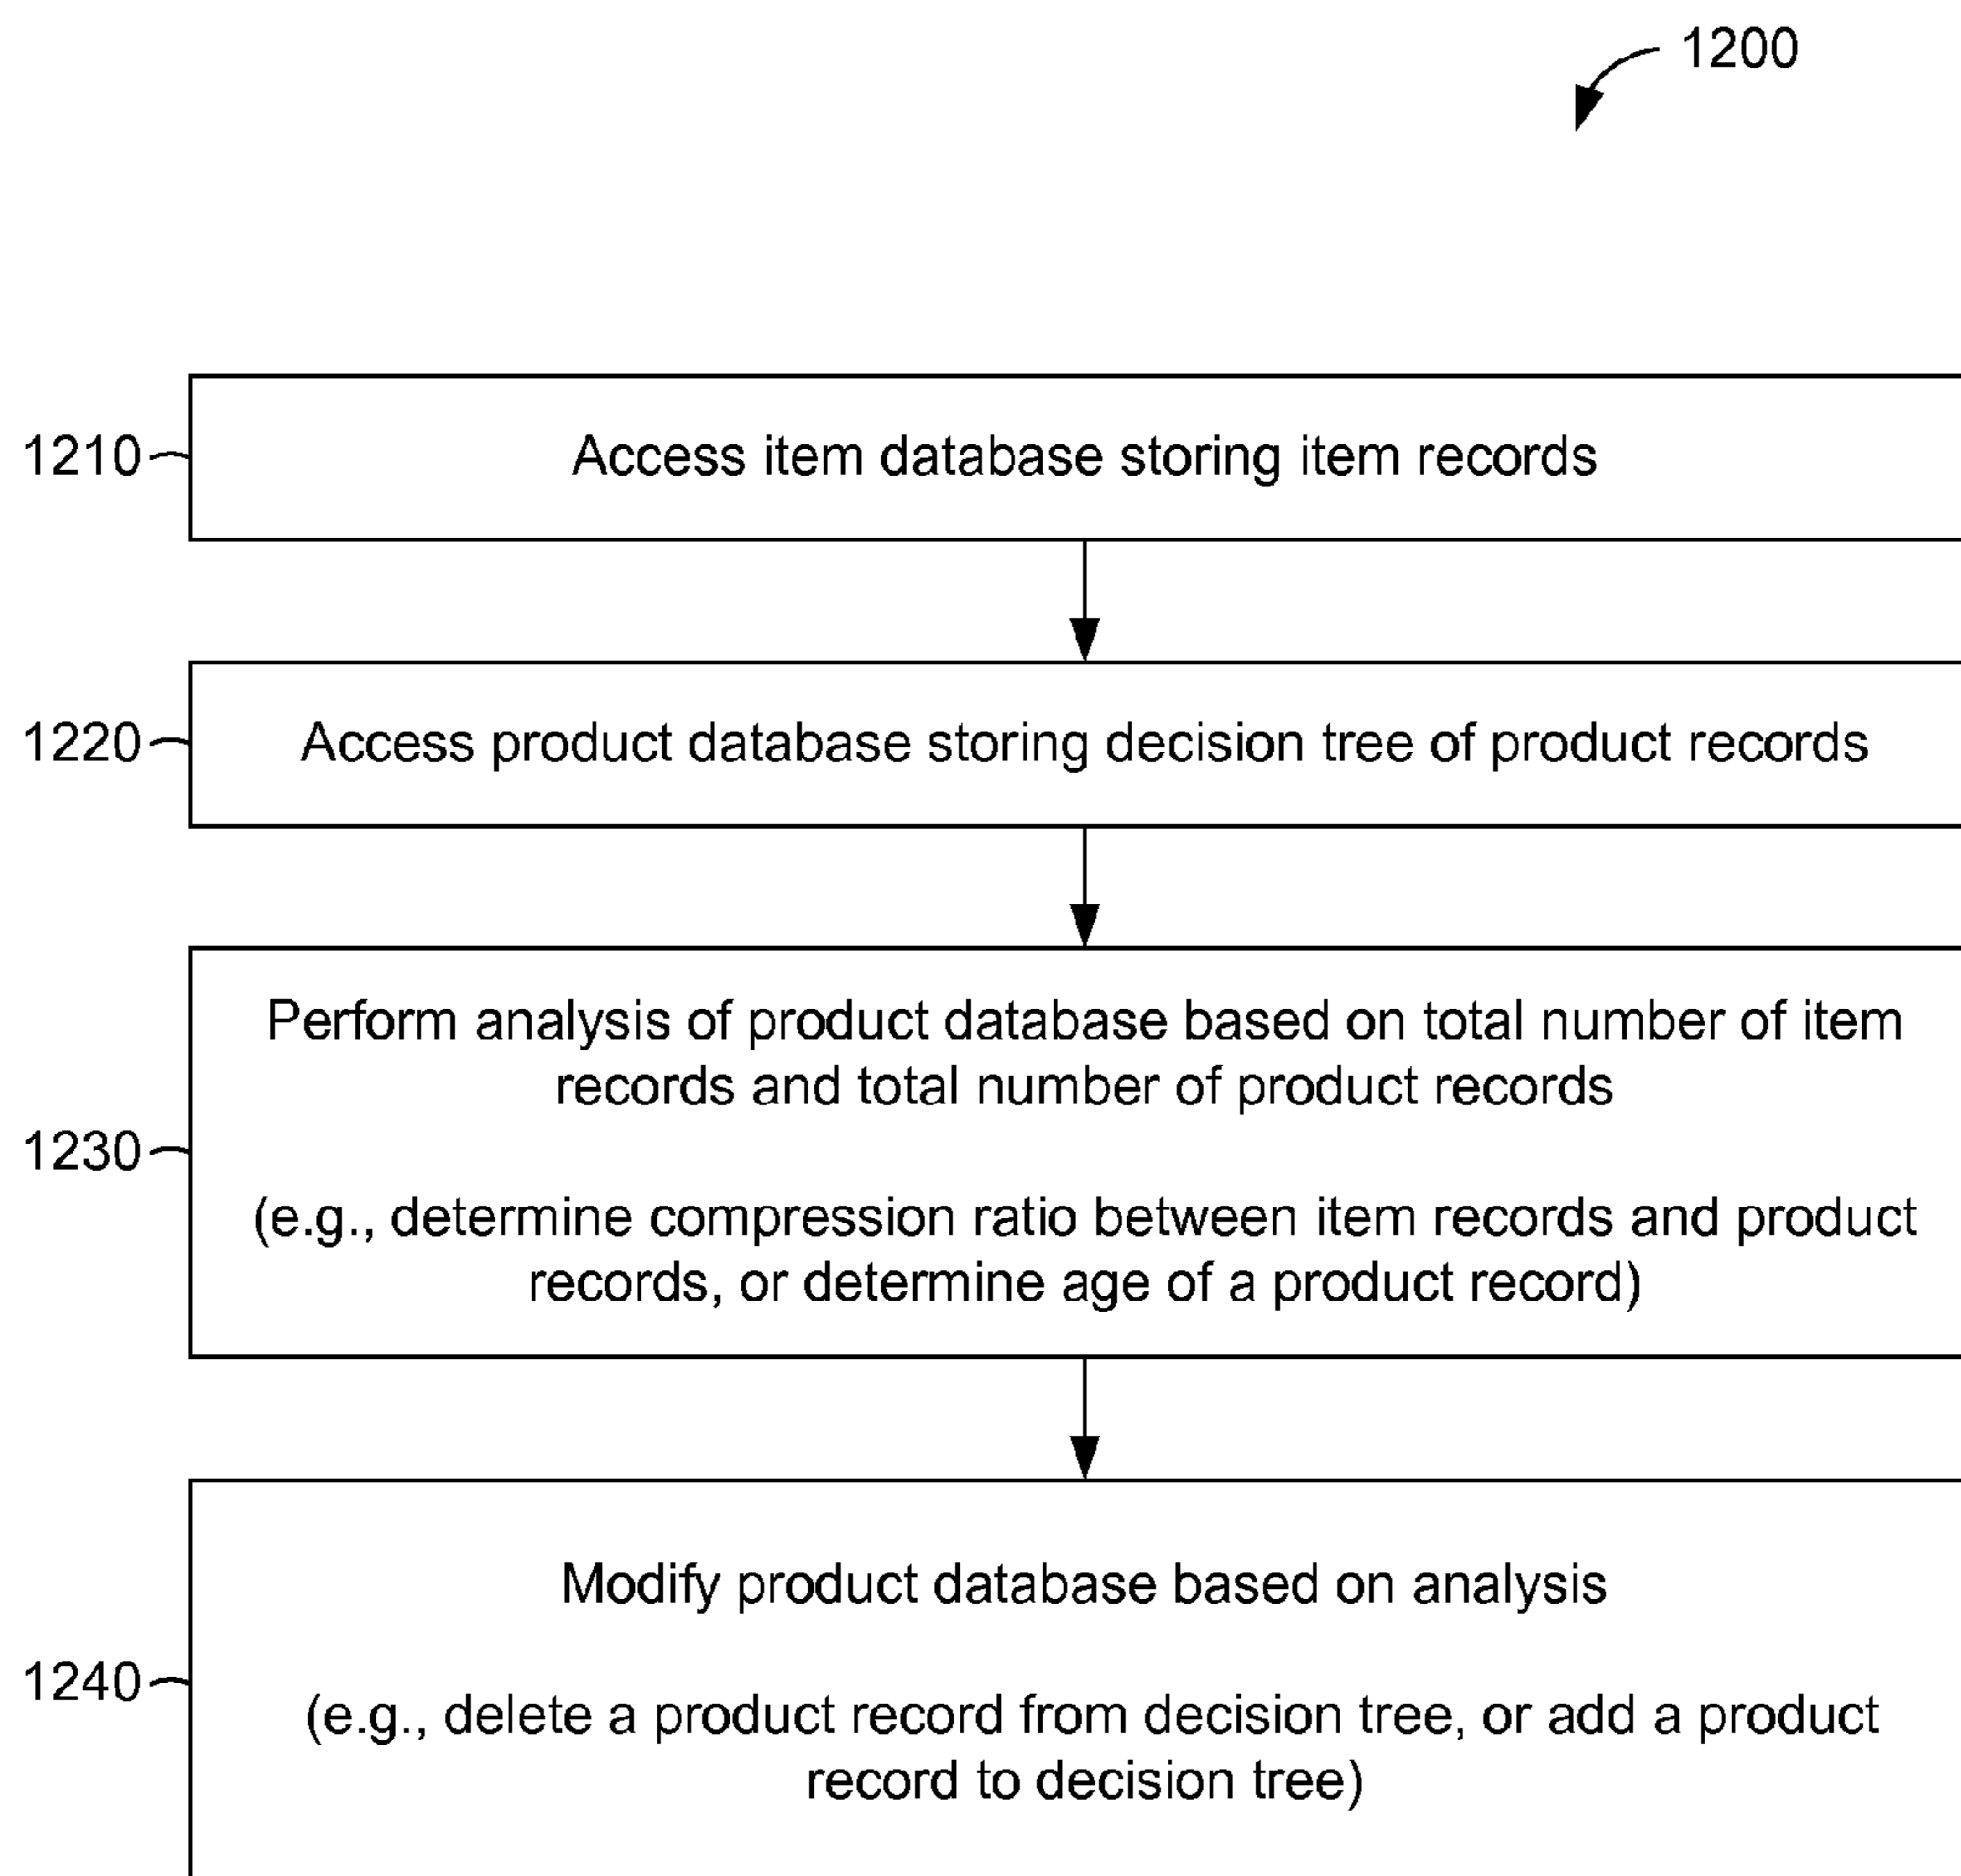 1200
1210
Access item database storing item records
1220
Access product database storing decision tree of product records
Perform analysis of product database based on total number of item
records and total number of product records
1230
(e.g., determine compression ratio between item records and product
records, or determine age of a product record)
Modify product database based on analysis
1240
(e.g., delete a product record from decision tree, or add a product
record to decision tree)